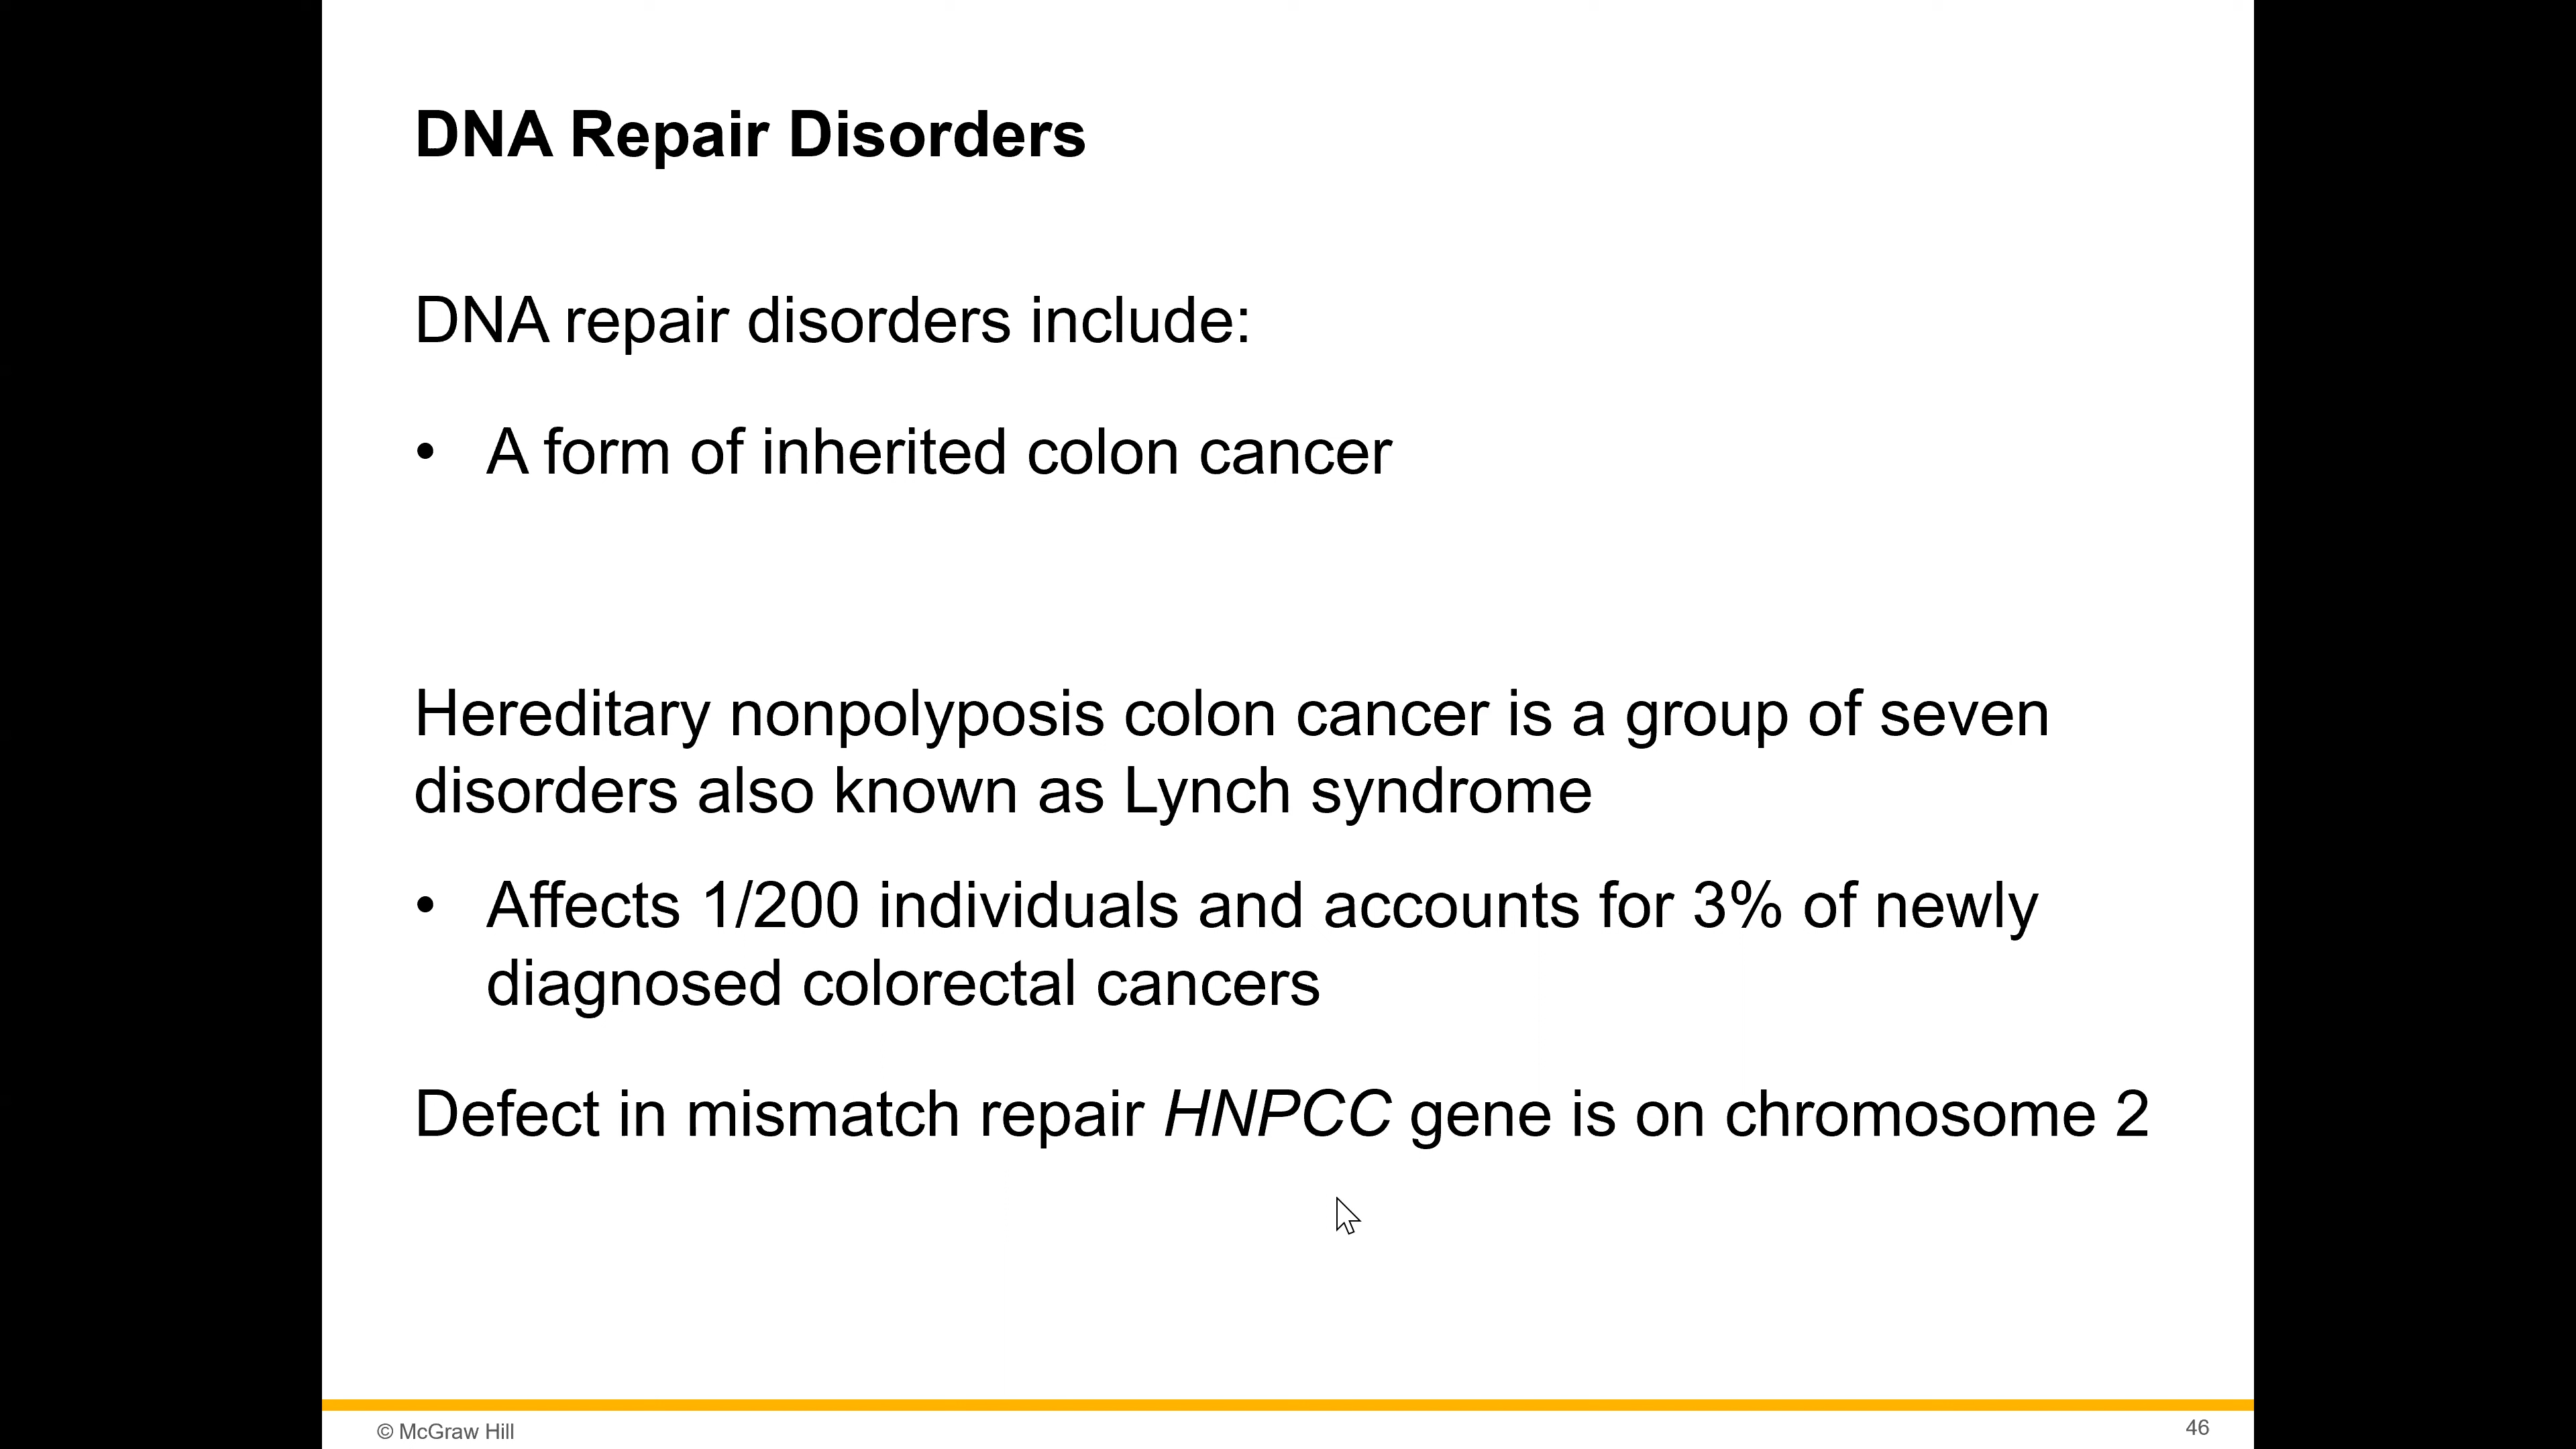 DNA Repair Disorders
DNA repair disorders include:
• A form of inherited colon cancer
Hereditary nonpolyposis colon cancer is a group of seven
disorders also known as Lynch syndrome
• Affects 1/200 individuals and accounts for 3% of newly
diagnosed colorectal cancers
Defect in mismatch repair HNPCC gene is on chromosome 2
© McGraw Hill
46